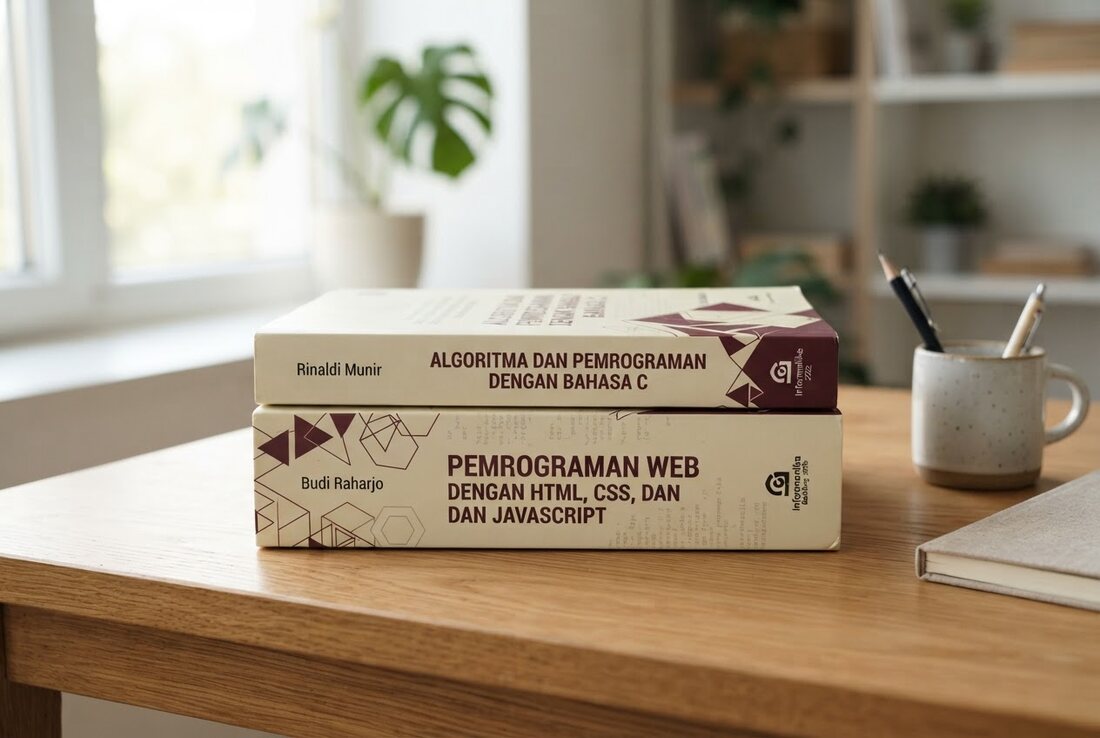 Rinaldi Munir
ALGORITMA DAN PEMROGRAMAN
DENGAN BAHASA C
Budi Raharjo
PEMROGRAMAN WEB
DENGAN HTML, CSS, DAN
DAN JAVASCRIPT